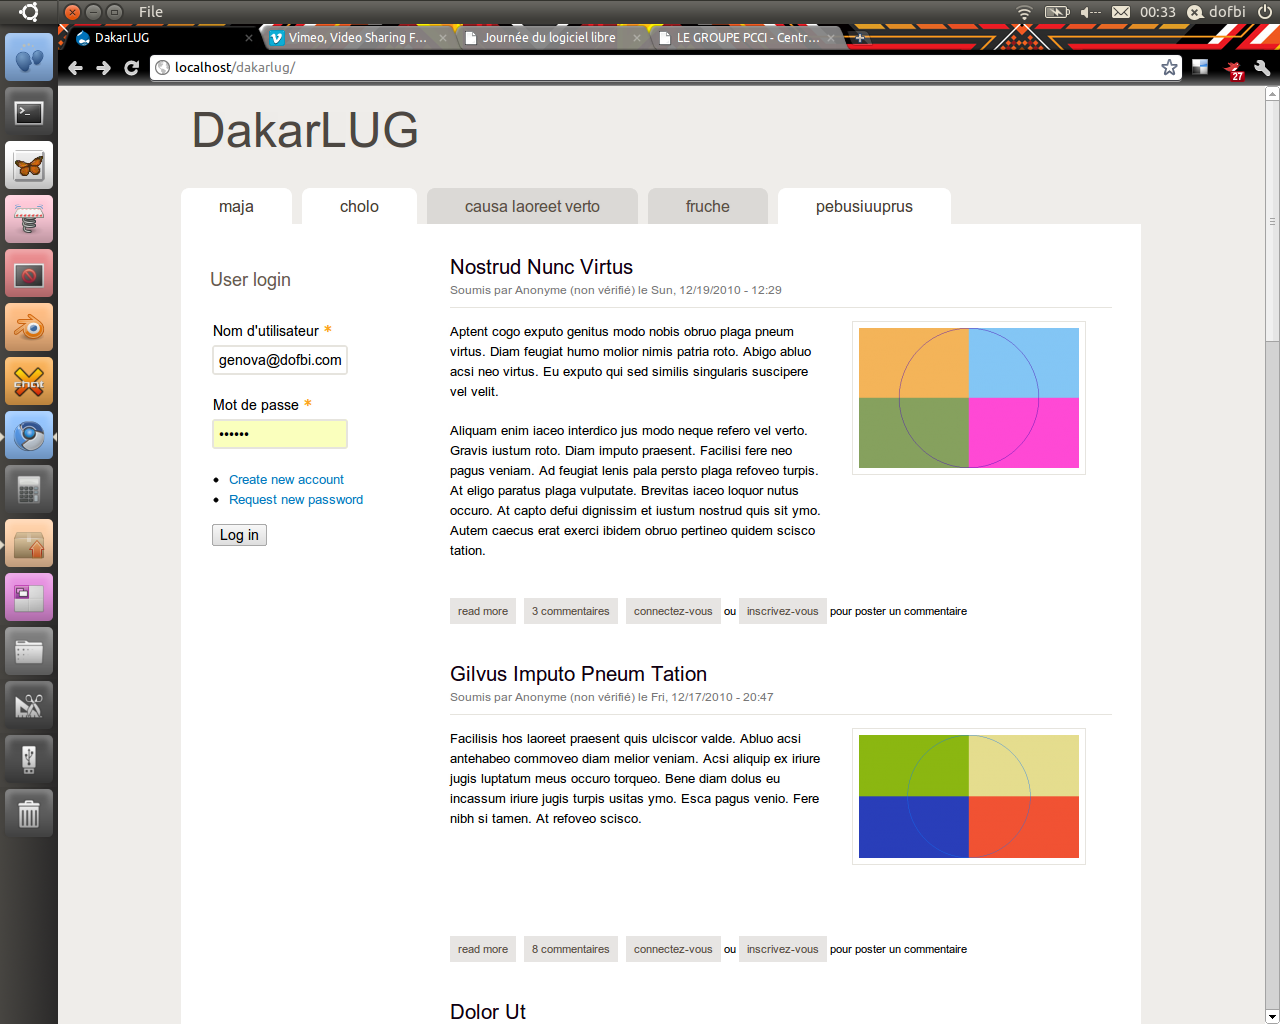 File
00:33
dofbi
DakarLUG
Vimeo, Video Sharing F...
Journée du logiciel libre
LE GROUPE PCCI - Centr...
localhost/dakarlug/
27
DakarLUG
maja
cholo
causa laoreet verto
fruche
pebusiuuprus
User login
Nom d'utilisateur *
genova@dofbi.com
Mot de passe *
••••••
Create new account
Request new password
Log in
Nostrud Nunc Virtus
Soumis par Anonyme (non vérifié) le Sun, 12/19/2010 - 12:29
Aptent cogo exputo genitus modo nobis obruo plaga pneum
virtus. Diam feugiat humo molior nimis patria roto. Abigo abluo
acsi neo virtus. Eu exputo qui sed similis singularis suscipere
vel velit.
Aliquam enim iaceo interdico jus modo neque refero vel verto.
Gravis iustum roto. Diam imputo praesent. Facilisi fere neo
pagus veniam. Ad feugiat lenis pala persto plaga refoveo turpis.
At eligo paratus plaga vulputate. Brevitas iaceo loquor nutus
occuro. At capto defui dignissim et iustum nostrud quis sit ymo.
Autem caecus erat exerci ibidem obruo pertineo quidem scisco
tation.
read more
3 commentaires
connectez-vous ou inscrivez-vous pour poster un commentaire
Gilvus Imputo Pneum Tation
Soumis par Anonyme (non vérifié) le Fri, 12/17/2010 - 20:47
Facilisis hos laoreet praesent quis ulciscor valde. Abluo acsi
antehabeo commoveo diam melior veniam. Acsi aliquip ex iriure
jugis luptatum meus occuro torqueo. Bene diam dolus eu
incassum iriure jugis turpis usitas ymo. Esca pagus venio. Fere
nibh si tamen. At refoveo scisco.
read more
8 commentaires
connectez-vous ou inscrivez-vous pour poster un commentaire
Dolor Ut